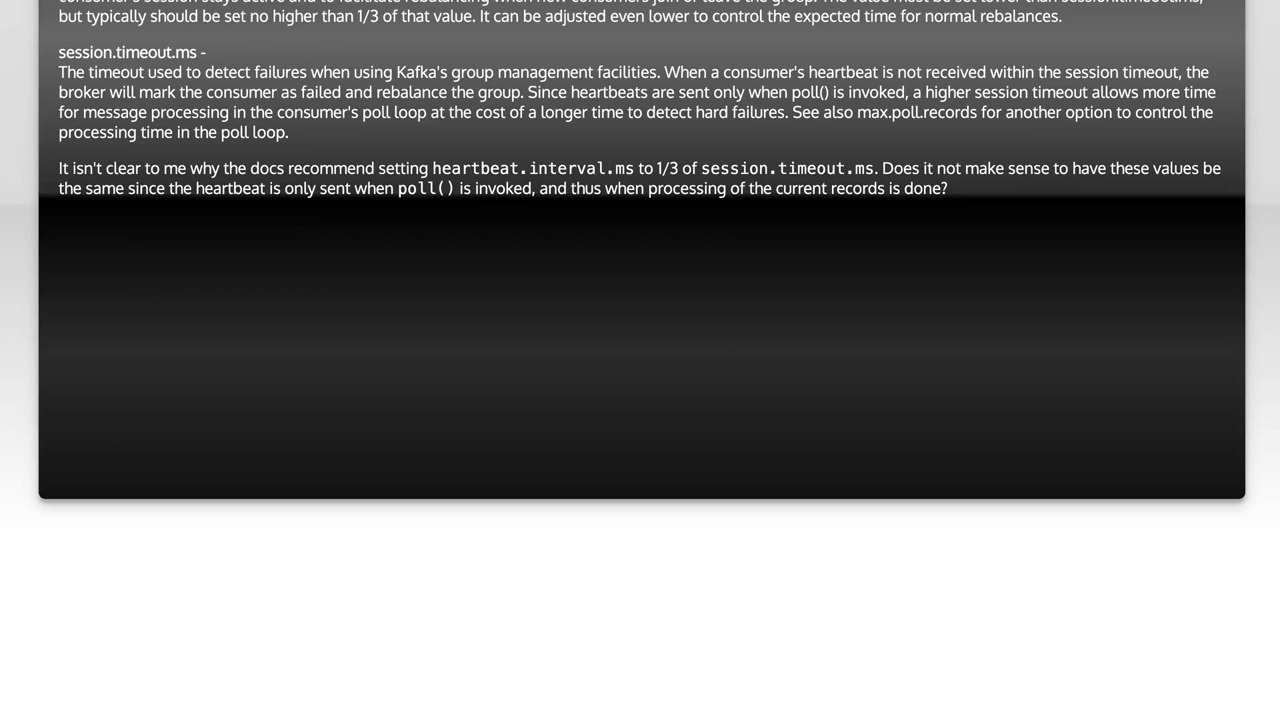 but typically should be set no higher than 1/3 of that value. It can be adjusted even lower to control the expected time for normal rebalances.
session.timeout.ms -
The timeout used to detect failures when using Kafka's group management facilities. When a consumer's heartbeat is not received within the session timeout, the
broker will mark the consumer as failed and rebalance the group. Since heartbeats are sent only when poll() is invoked, a higher session timeout allows more time
for message processing in the consumer's poll loop at the cost of a longer time to detect hard failures. See also max.poll.records for another option to control the
processing time in the poll loop.
It isn't clear to me why the docs recommend setting heartbeat.interval.ms to 1/3 of session.timeout.ms. Does it not make sense to have these values be
the same since the heartbeat is only sent when poll() is invoked, and thus when processing of the current records is done?